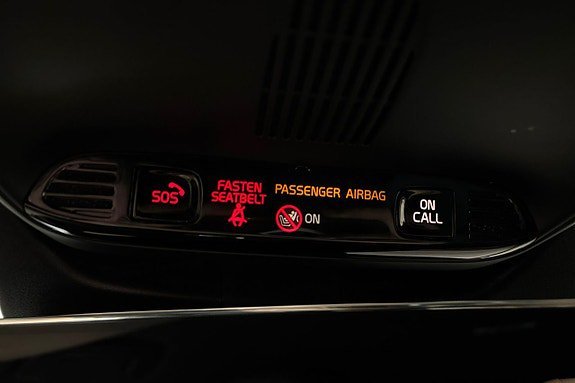 SOS
FASTEN
SEATBELT
PASSENGER AIRBAG
ON
ON
CALL